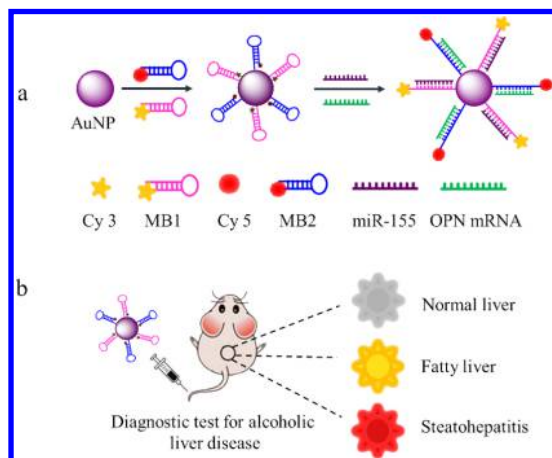 a
AuNP
Cy 3 MB1 Cy 5 MB2 miR-155 OPN mRNA
b
Normal liver
Fatty liver
Steatohepatitis
Diagnostic test for alcoholic
liver disease